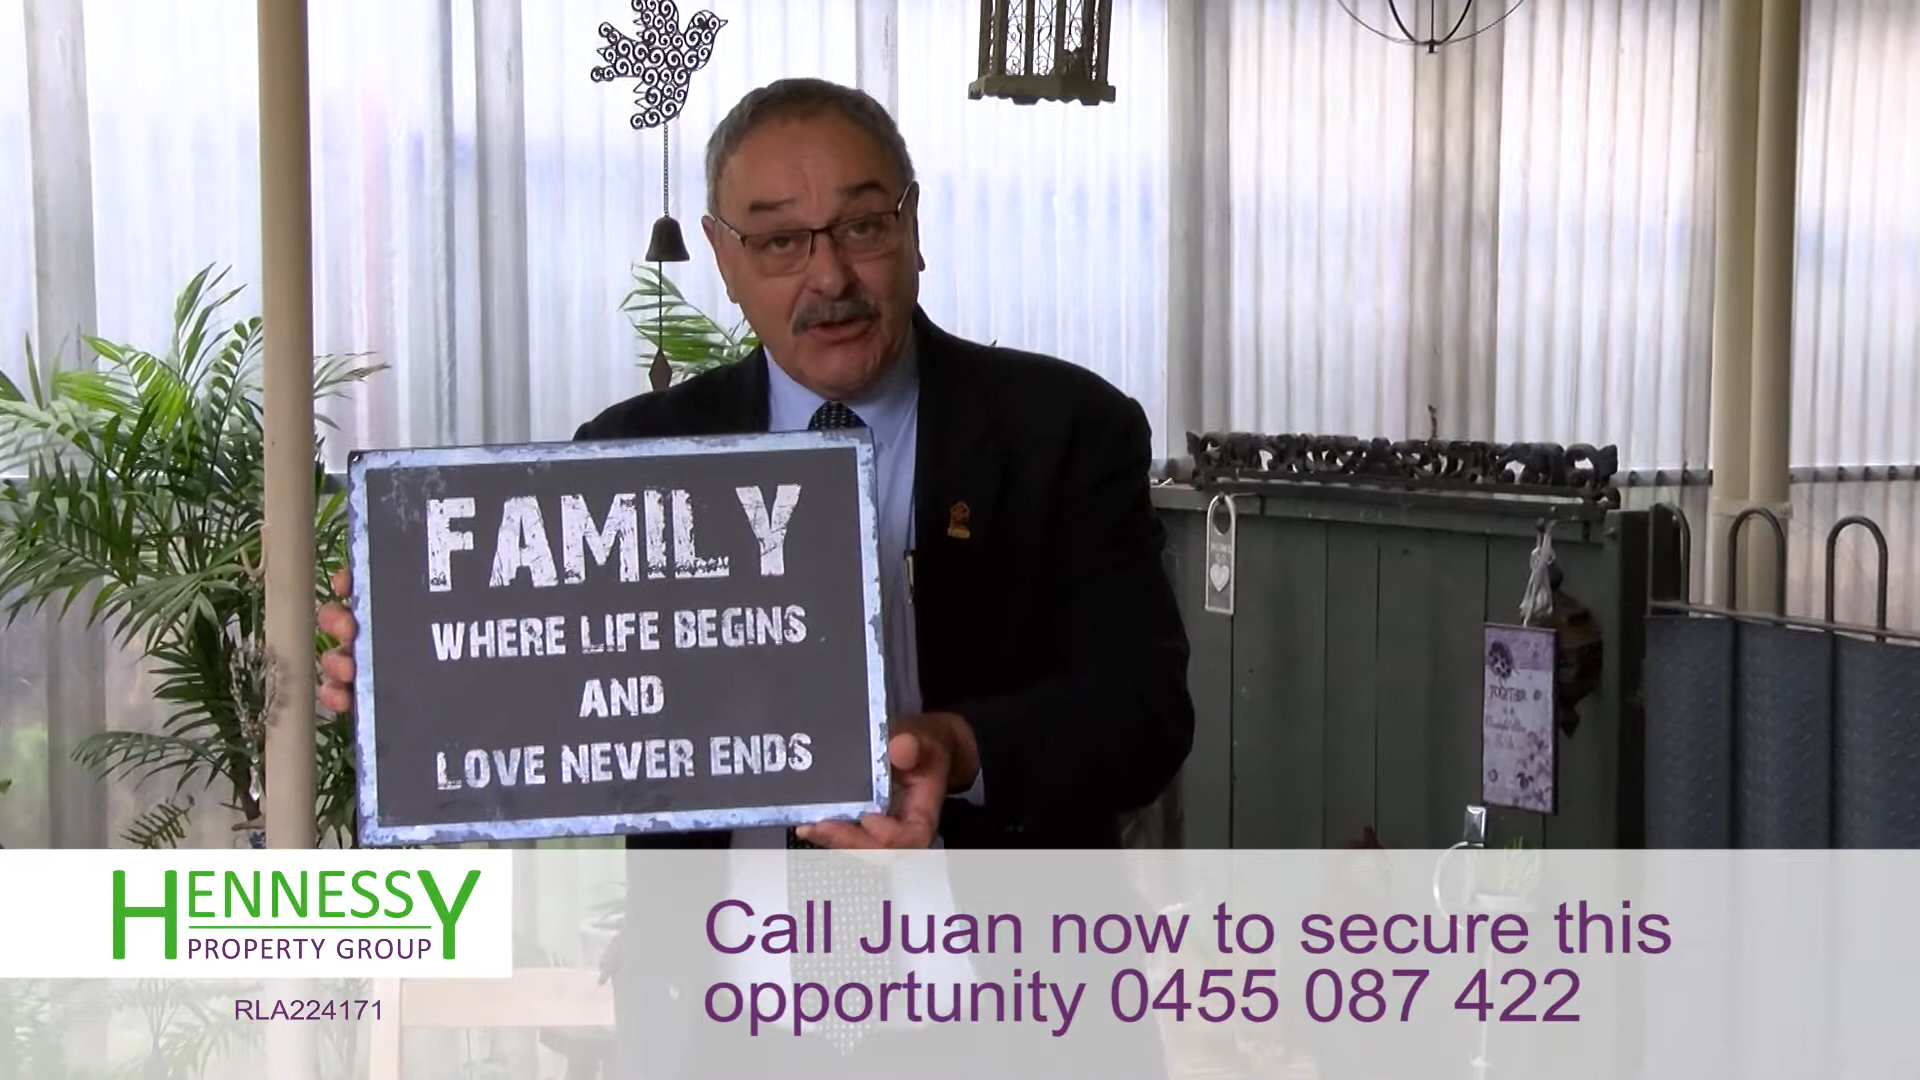 FAMILY
WHERE LIFE BEGINS
AND
LOVE NEVER ENDS
TOGETHER
HENNESSY
PROPERTY GROUP
RLA224171
Call Juan now to secure this
opportunity 0455 087 422